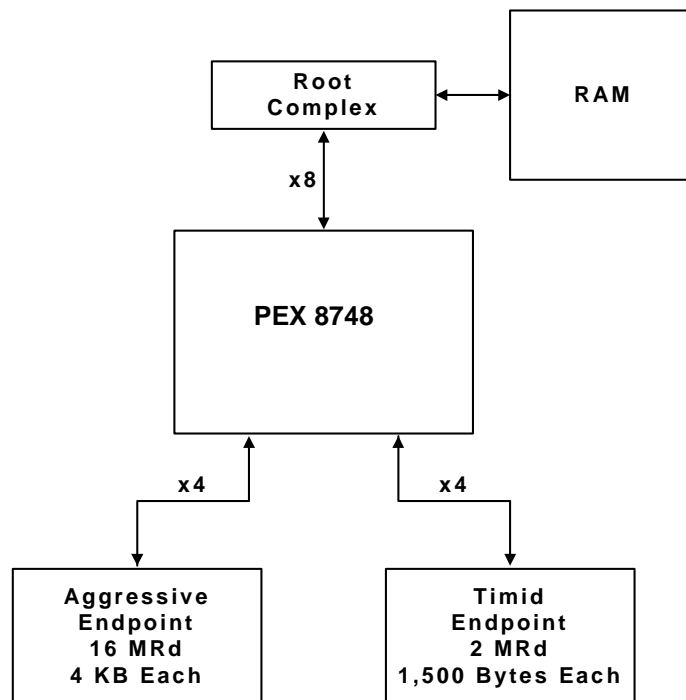 Root
Complex
RAM
x8
PEX 8748
x4
x4
Aggressive
Endpoint
16 MRd
4 KB Each
Timid
Endpoint
2 MRd
1,500 Bytes Each